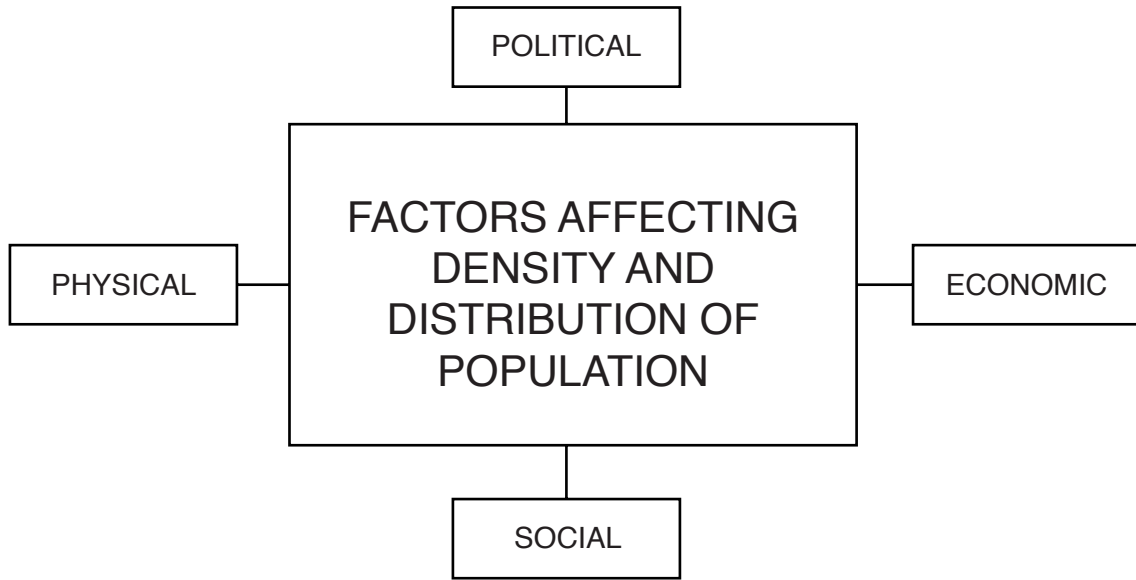 POLITICAL
FACTORS AFFECTING
DENSITY AND
DISTRIBUTION OF
POPULATION
PHYSICAL
ECONOMIC
SOCIAL